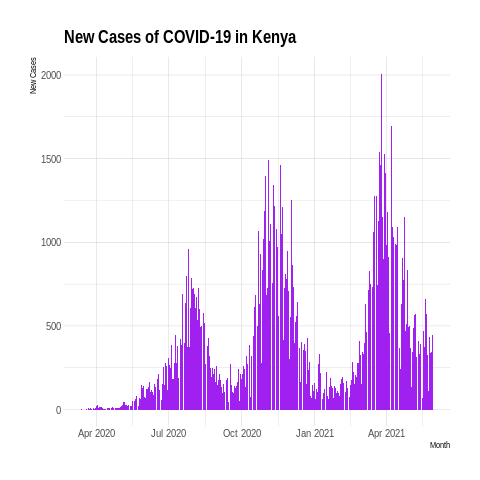 New Cases of COVID-19 in Kenya
New Cases
2000
1500
1000
500
0
Apr 2020 Jul 2020 Oct 2020 Jan 2021 Apr 2021
Month